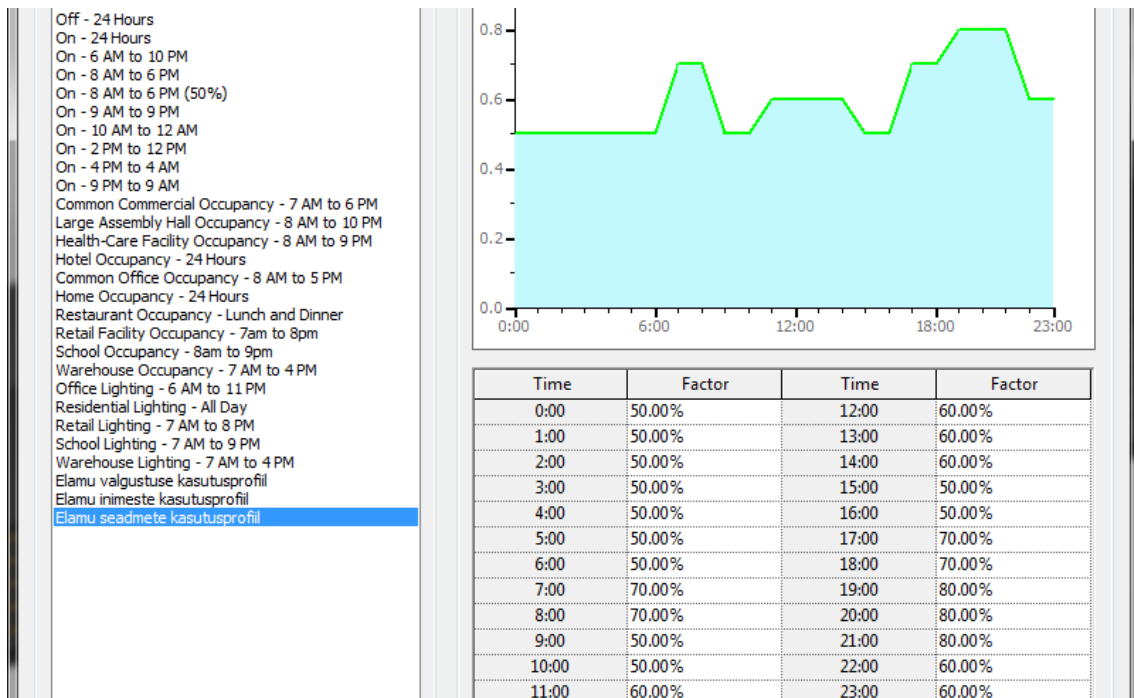 Off - 24 Hours
On - 24 Hours
On - 6 AM to 10 PM
On - 8 AM to 6 PM
On - 8 AM to 6 PM (50%)
On - 9 AM to 9 PM
On - 10 AM to 12 AM
On - 2 PM to 12 PM
On - 4 PM to 4 AM
On - 9 PM to 9 AM
Common Commercial Occupancy - 7 AM to 6 PM
Large Assembly Hall Occupancy - 8 AM to 10 PM
Health-Care Facility Occupancy - 8 AM to 9 PM
Hotel Occupancy - 24 Hours
Common Office Occupancy - 8 AM to 5 PM
Home Occupancy - 24 Hours
Restaurant Occupancy - Lunch and Dinner
Retail Facility Occupancy - 7am to 8pm
School Occupancy - 8am to 9pm
Warehouse Occupancy - 7 AM to 4 PM
Office Lighting - 6 AM to 11 PM
Residential Lighting - All Day
Retail Lighting - 7 AM to 8 PM
School Lighting - 7 AM to 9 PM
Warehouse Lighting - 7 AM to 4 PM
Elamu valgustuse kasutusprofiil
Elamu inimeste kasutusprofiil
Elamu seadmete kasutusprofiil
0.8
0.6
0.4
0.2
0.0
0:00 6:00 12:00 18:00 23:00
Time Factor Time Factor
0:00 50.00% 12:00 60.00%
1:00 50.00% 13:00 60.00%
2:00 50.00% 14:00 60.00%
3:00 50.00% 15:00 50.00%
4:00 50.00% 16:00 50.00%
5:00 50.00% 17:00 70.00%
6:00 50.00% 18:00 70.00%
7:00 70.00% 19:00 80.00%
8:00 70.00% 20:00 80.00%
9:00 50.00% 21:00 80.00%
10:00 50.00% 22:00 60.00%
11:00 60.00% 23:00 60.00%